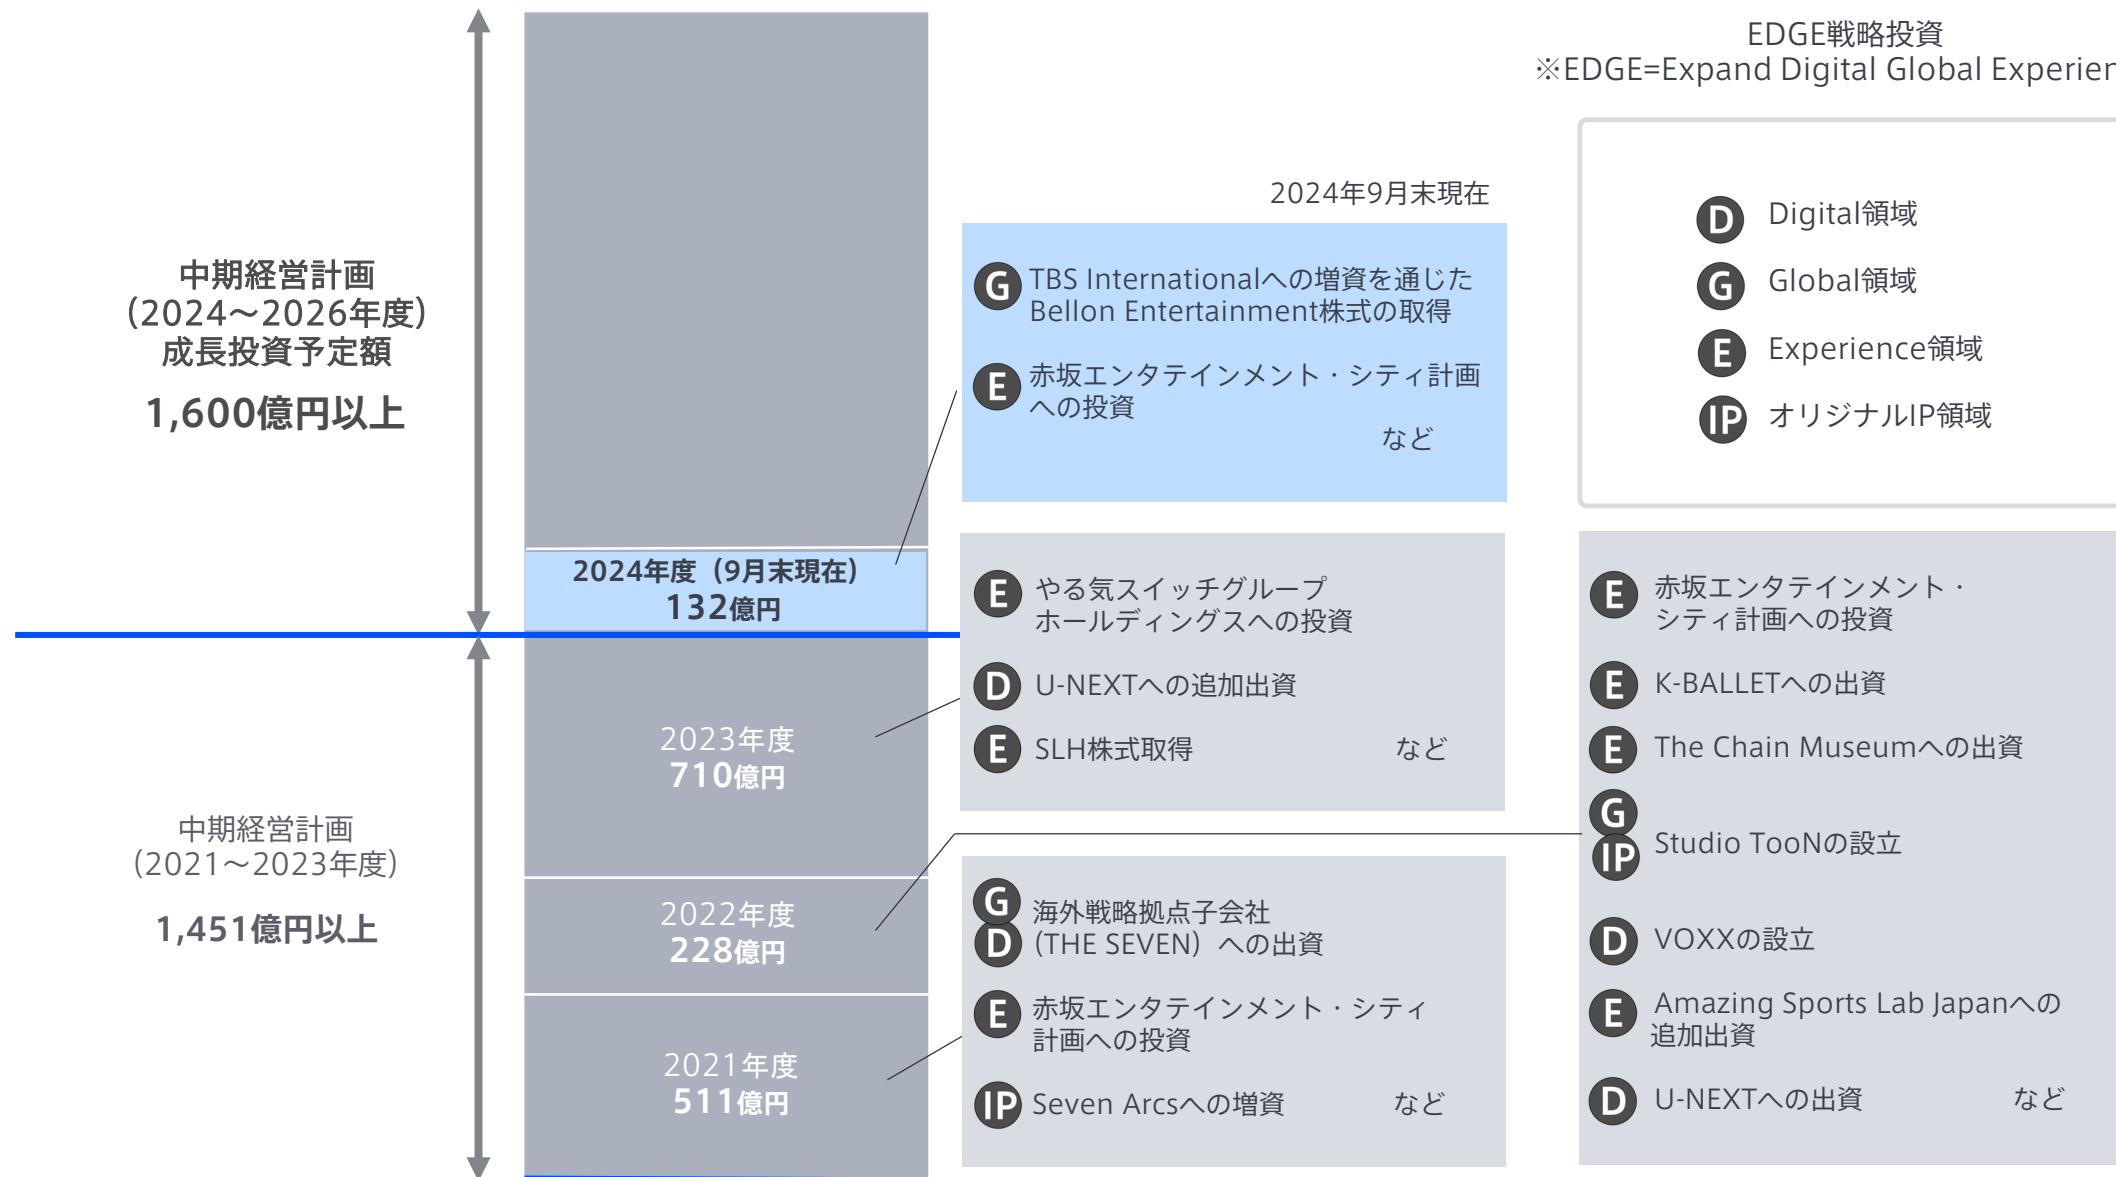 EDGE戦略投資
※EDGE=Expand Digital Global Experien
中期経営計画
(2024～2026年度)
成長投資予定額
1,600億円以上
2024年9月末現在
G TBS Internationalへの増資を通じた
Bellon Entertainment株式の取得
E 赤坂エンタテインメント・シティ計画
への投資
など
D Digital領域
G Global領域
E Experience領域
IP オリジナルIP領域
2024年度（9月末現在）
132億円
E やる気スイッチグループ
ホールディングスへの投資
D U-NEXTへの追加出資
E SLH株式取得 など
2023年度
710億円
中期経営計画
(2021～2023年度)
1,451億円以上
2022年度
228億円
2021年度
511億円
G
D
海外戦略拠点子会社
(THE SEVEN）への出資
E 赤坂エンタテインメント・シティ
計画への投資
IP Seven Arcsへの増資 など
E 赤坂エンタテインメント・
シティ計画への投資
E K-BALLETへの出資
E The Chain Museumへの出資
G
IP
Studio TooNの設立
D VOXXの設立
E Amazing Sports Lab Japanへの
追加出資
D U-NEXTへの出資 など